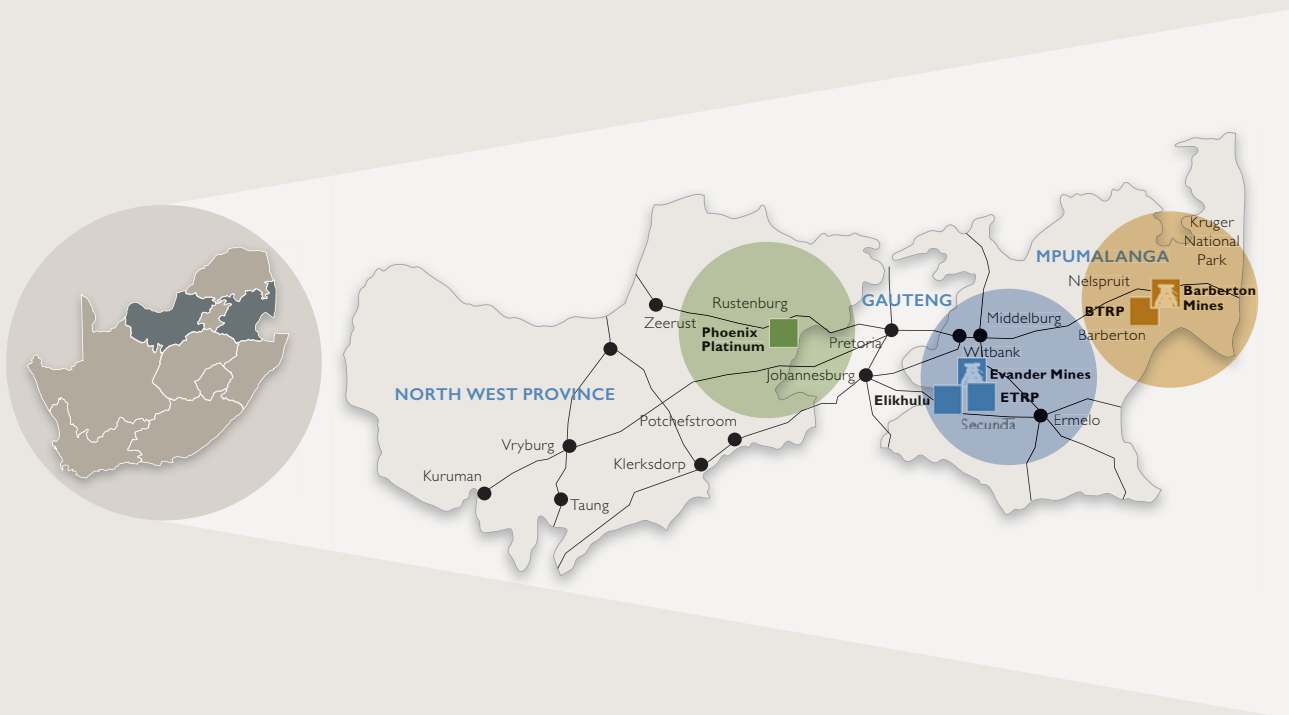 Kruger
National
Park
MPUMALANGA
Nelspruit
Barberton
Mines
GAUTENG
Rustenburg
BTRP
Middelburg
Zeerust
Phoenix
Platinum
Pretoria
Barberton
Witbank
Johannesburg
Evander Mines
NORTH WEST PROVINCE
Elikhulu
ETRP
Potchefstroom
Secunda
Ermelo
Vryburg
Klerksdorp
Kuruman
Taung